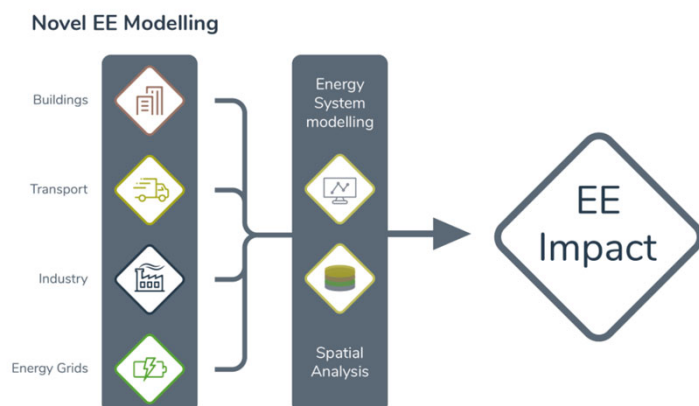 Novel EE Modelling
Buildings
Transport
Industry
Energy Grids
Energy
System
modelling
Spatial
Analysis
EE
Impact